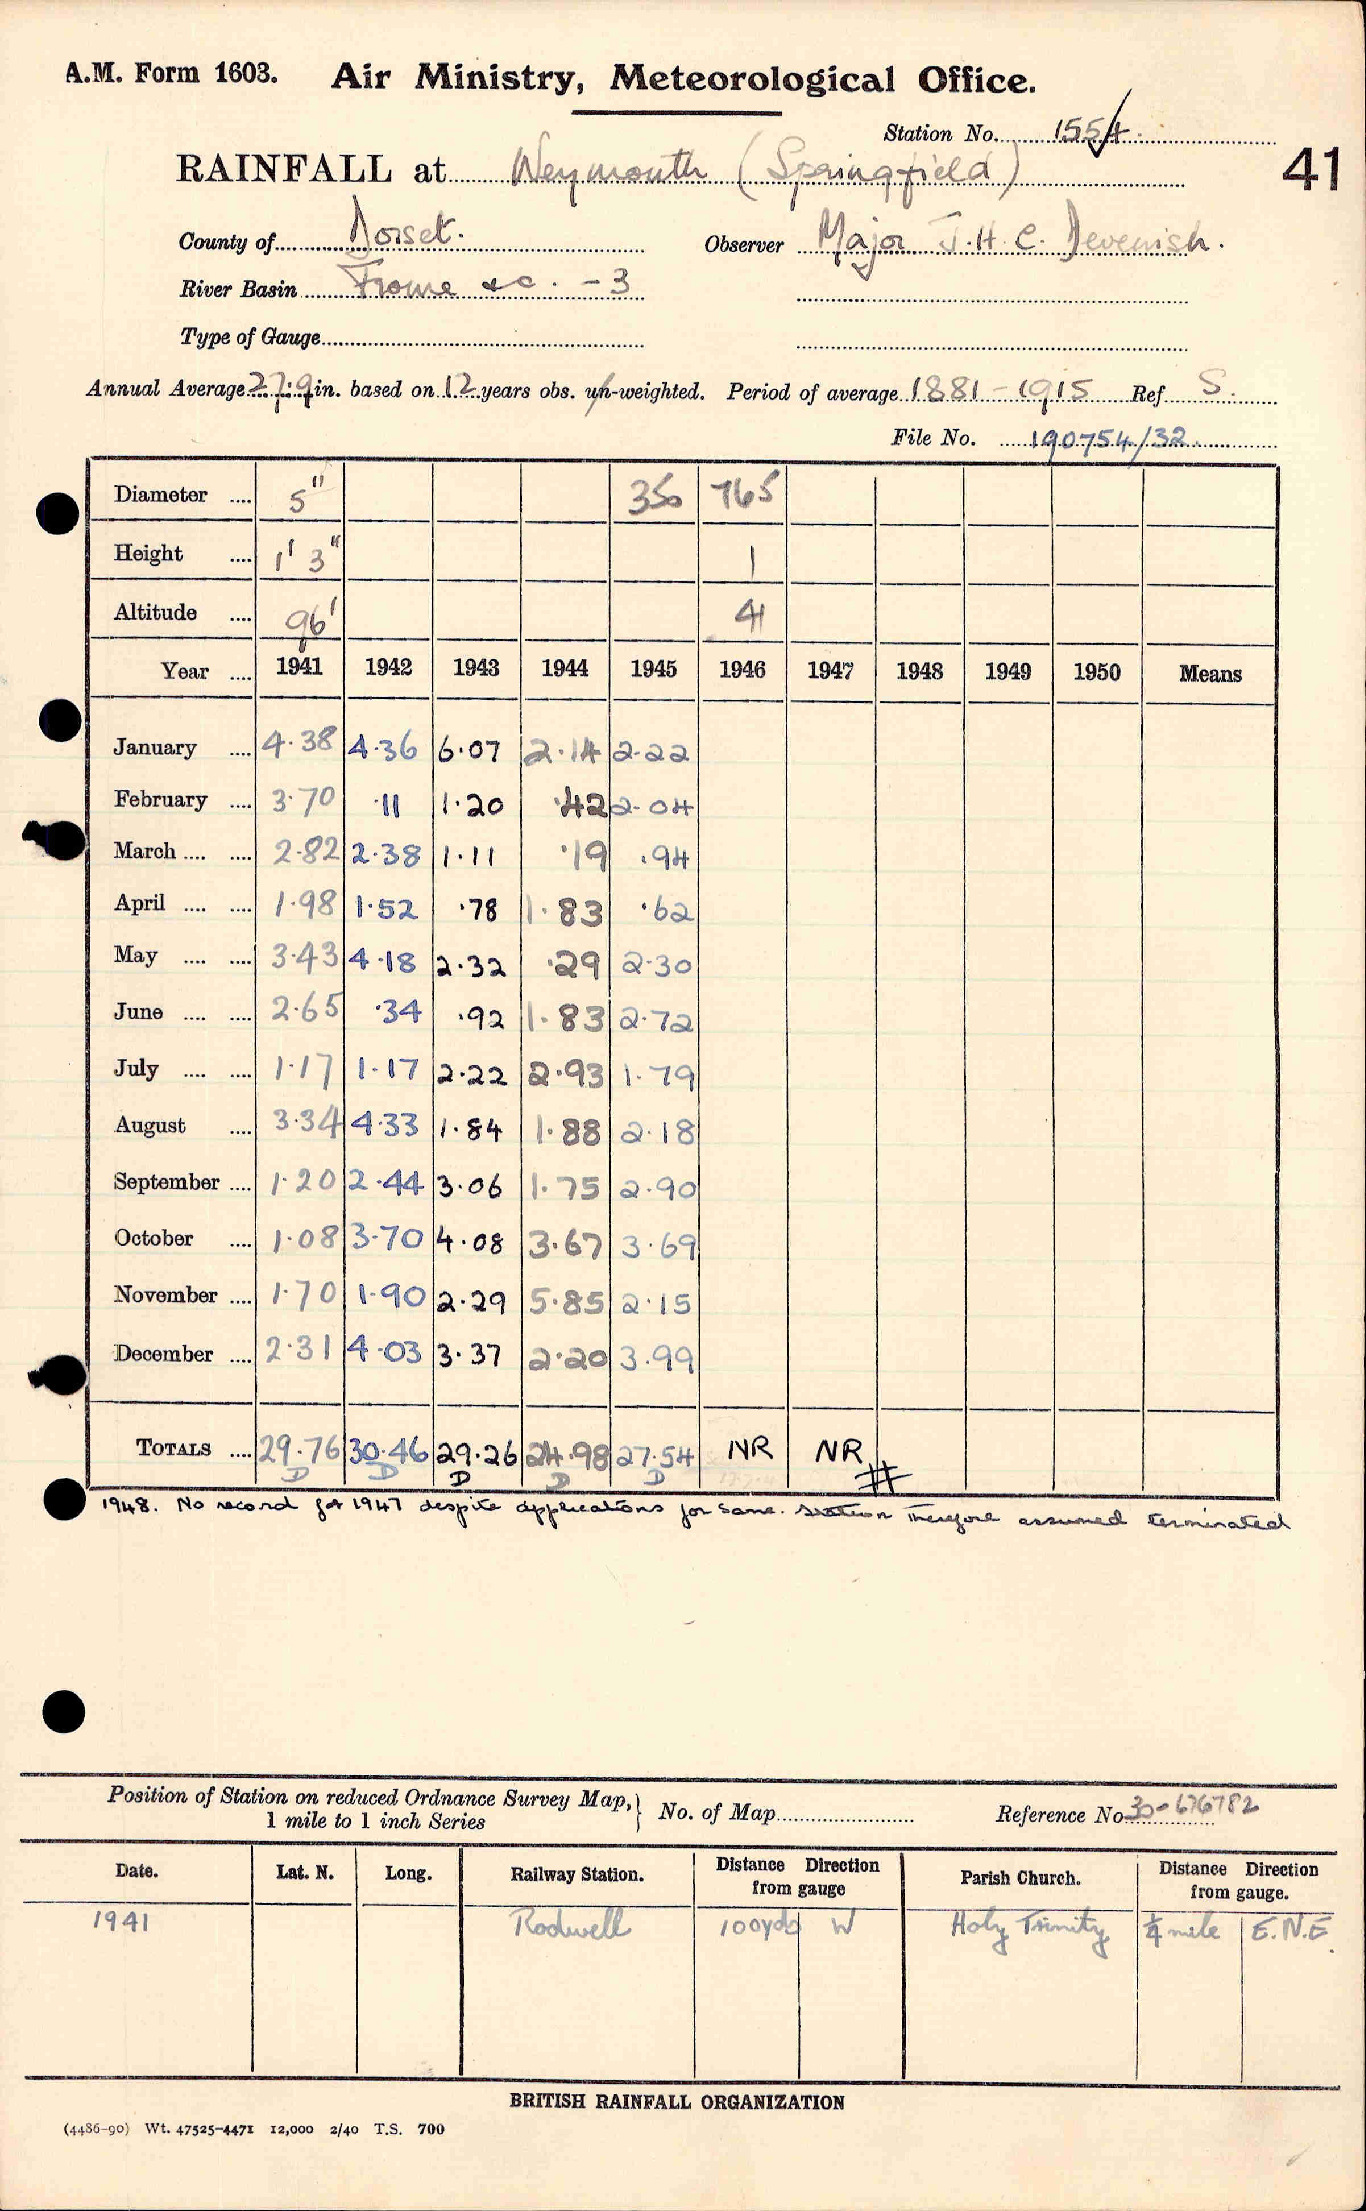 A.M. Form 1603. Air Ministry, Meteorological Office.
Station No. 1554
41
RAINFALL at Weymouth (Springfield)
County of Dorset. Observer Major J.H.C. Devenish.
River Basin Frome &c. - 3
Type of Gauge
Annual Average 27.9 in. based on 12 years obs. un-weighted. Period of average 1881-1915 Ref S.
File No. 190754/32
Diameter .... 5" 350 765
Height .... 1' 3" 1
Altitude .... 96' 41
Year .... 1941 1942 1943 1944 1945 1946 1947 1948 1949 1950 Means
January .... 4.38 4.36 6.07 2.14 2.22
February .... 3.70 .11 1.20 .42 2.04
March .... .... 2.82 2.38 1.11 .19 .94
April .... .... 1.98 1.52 .78 1.83 .62
May .... .... 3.43 4.18 2.32 .29 2.30
June .... .... 2.65 .34 .92 1.83 2.72
July .... .... 1.17 1.17 2.22 2.93 1.79
August .... 3.34 4.33 1.84 1.88 2.18
September .... 1.20 2.44 3.06 1.75 2.90
October .... 1.08 3.70 4.08 3.67 3.69
November .... 1.70 1.90 2.29 5.85 2.15
December .... 2.31 4.03 3.37 2.20 3.99
TOTALS .... 29.76 30.46 29.26 24.98 27.54 NR NR
D D D D D #
1948. No record for 1947 despite applications for same. Station therefore assumed terminated
Position of Station on reduced Ordnance Survey Map, } No. of Map Reference No 30-676782
1 mile to 1 inch Series
Date. Lat. N. Long. Railway Station. Distance Direction from gauge Parish Church. Distance Direction from gauge.
1941 Rodwell 100yds W Holy Trinity ¼ mile E.N.E.
BRITISH RAINFALL ORGANIZATION
(4486-90) Wt. 47525-4471 12,000 2/40 T.S. 700